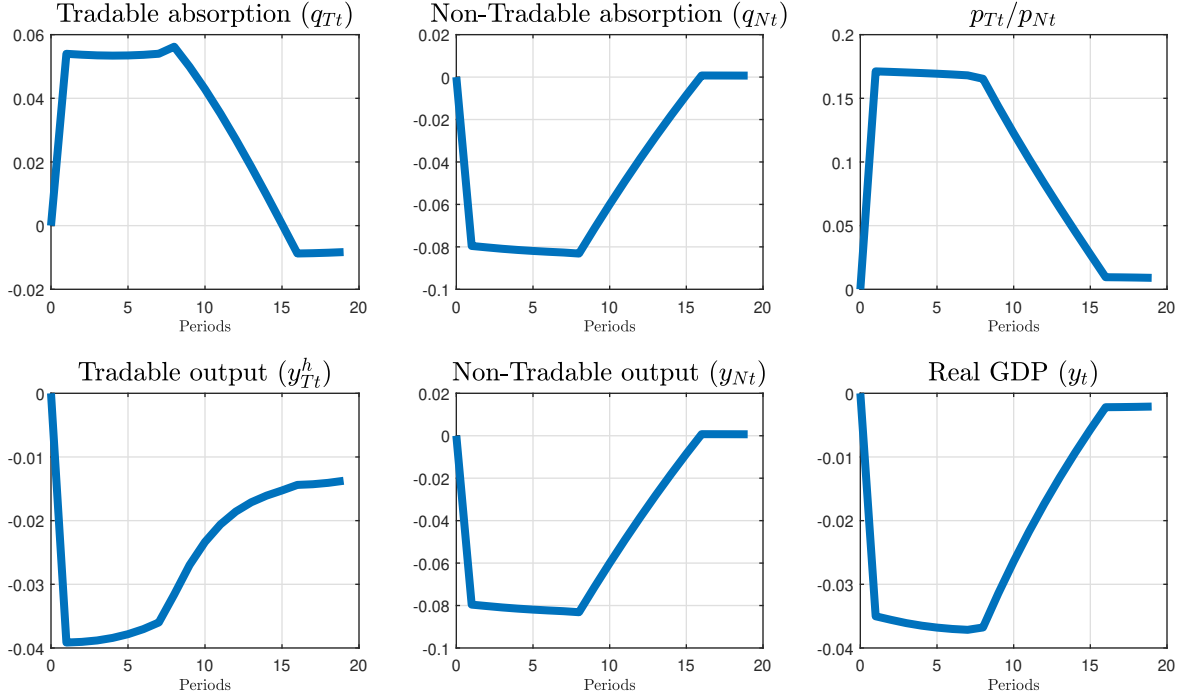 Tradable absorption (q_{Tt})
0.06
0.04
0.02
0
-0.02
0 5 10 15 20
Periods
Non-Tradable absorption (q_{Nt})
0.02
0
-0.02
-0.04
-0.06
-0.08
-0.1
0 5 10 15 20
Periods
p_{Tt}/p_{Nt}
0.2
0.15
0.1
0.05
0
0 5 10 15 20
Periods
Tradable output (y^h_{Tt})
0
-0.01
-0.02
-0.03
-0.04
0 5 10 15 20
Periods
Non-Tradable output (y_{Nt})
0.02
0
-0.02
-0.04
-0.06
-0.08
-0.1
0 5 10 15 20
Periods
Real GDP (y_t)
0
-0.01
-0.02
-0.03
-0.04
0 5 10 15 20
Periods